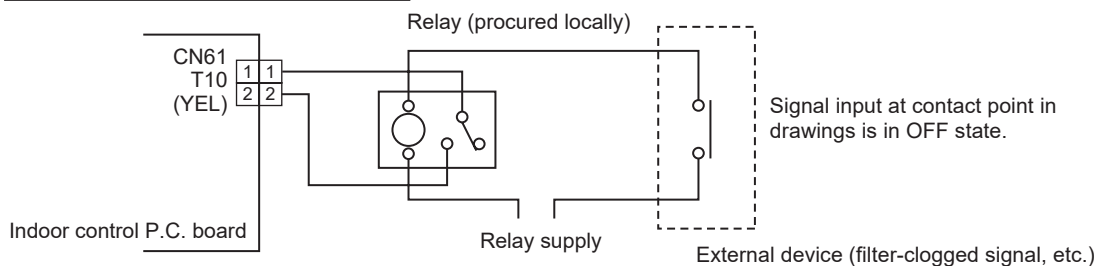 Relay (procured locally)
CN61
T10
(YEL)
1 1
2 2
Signal input at contact point in
drawings is in OFF state.
Indoor control P.C. board
Relay supply
External device (filter-clogged signal, etc.)